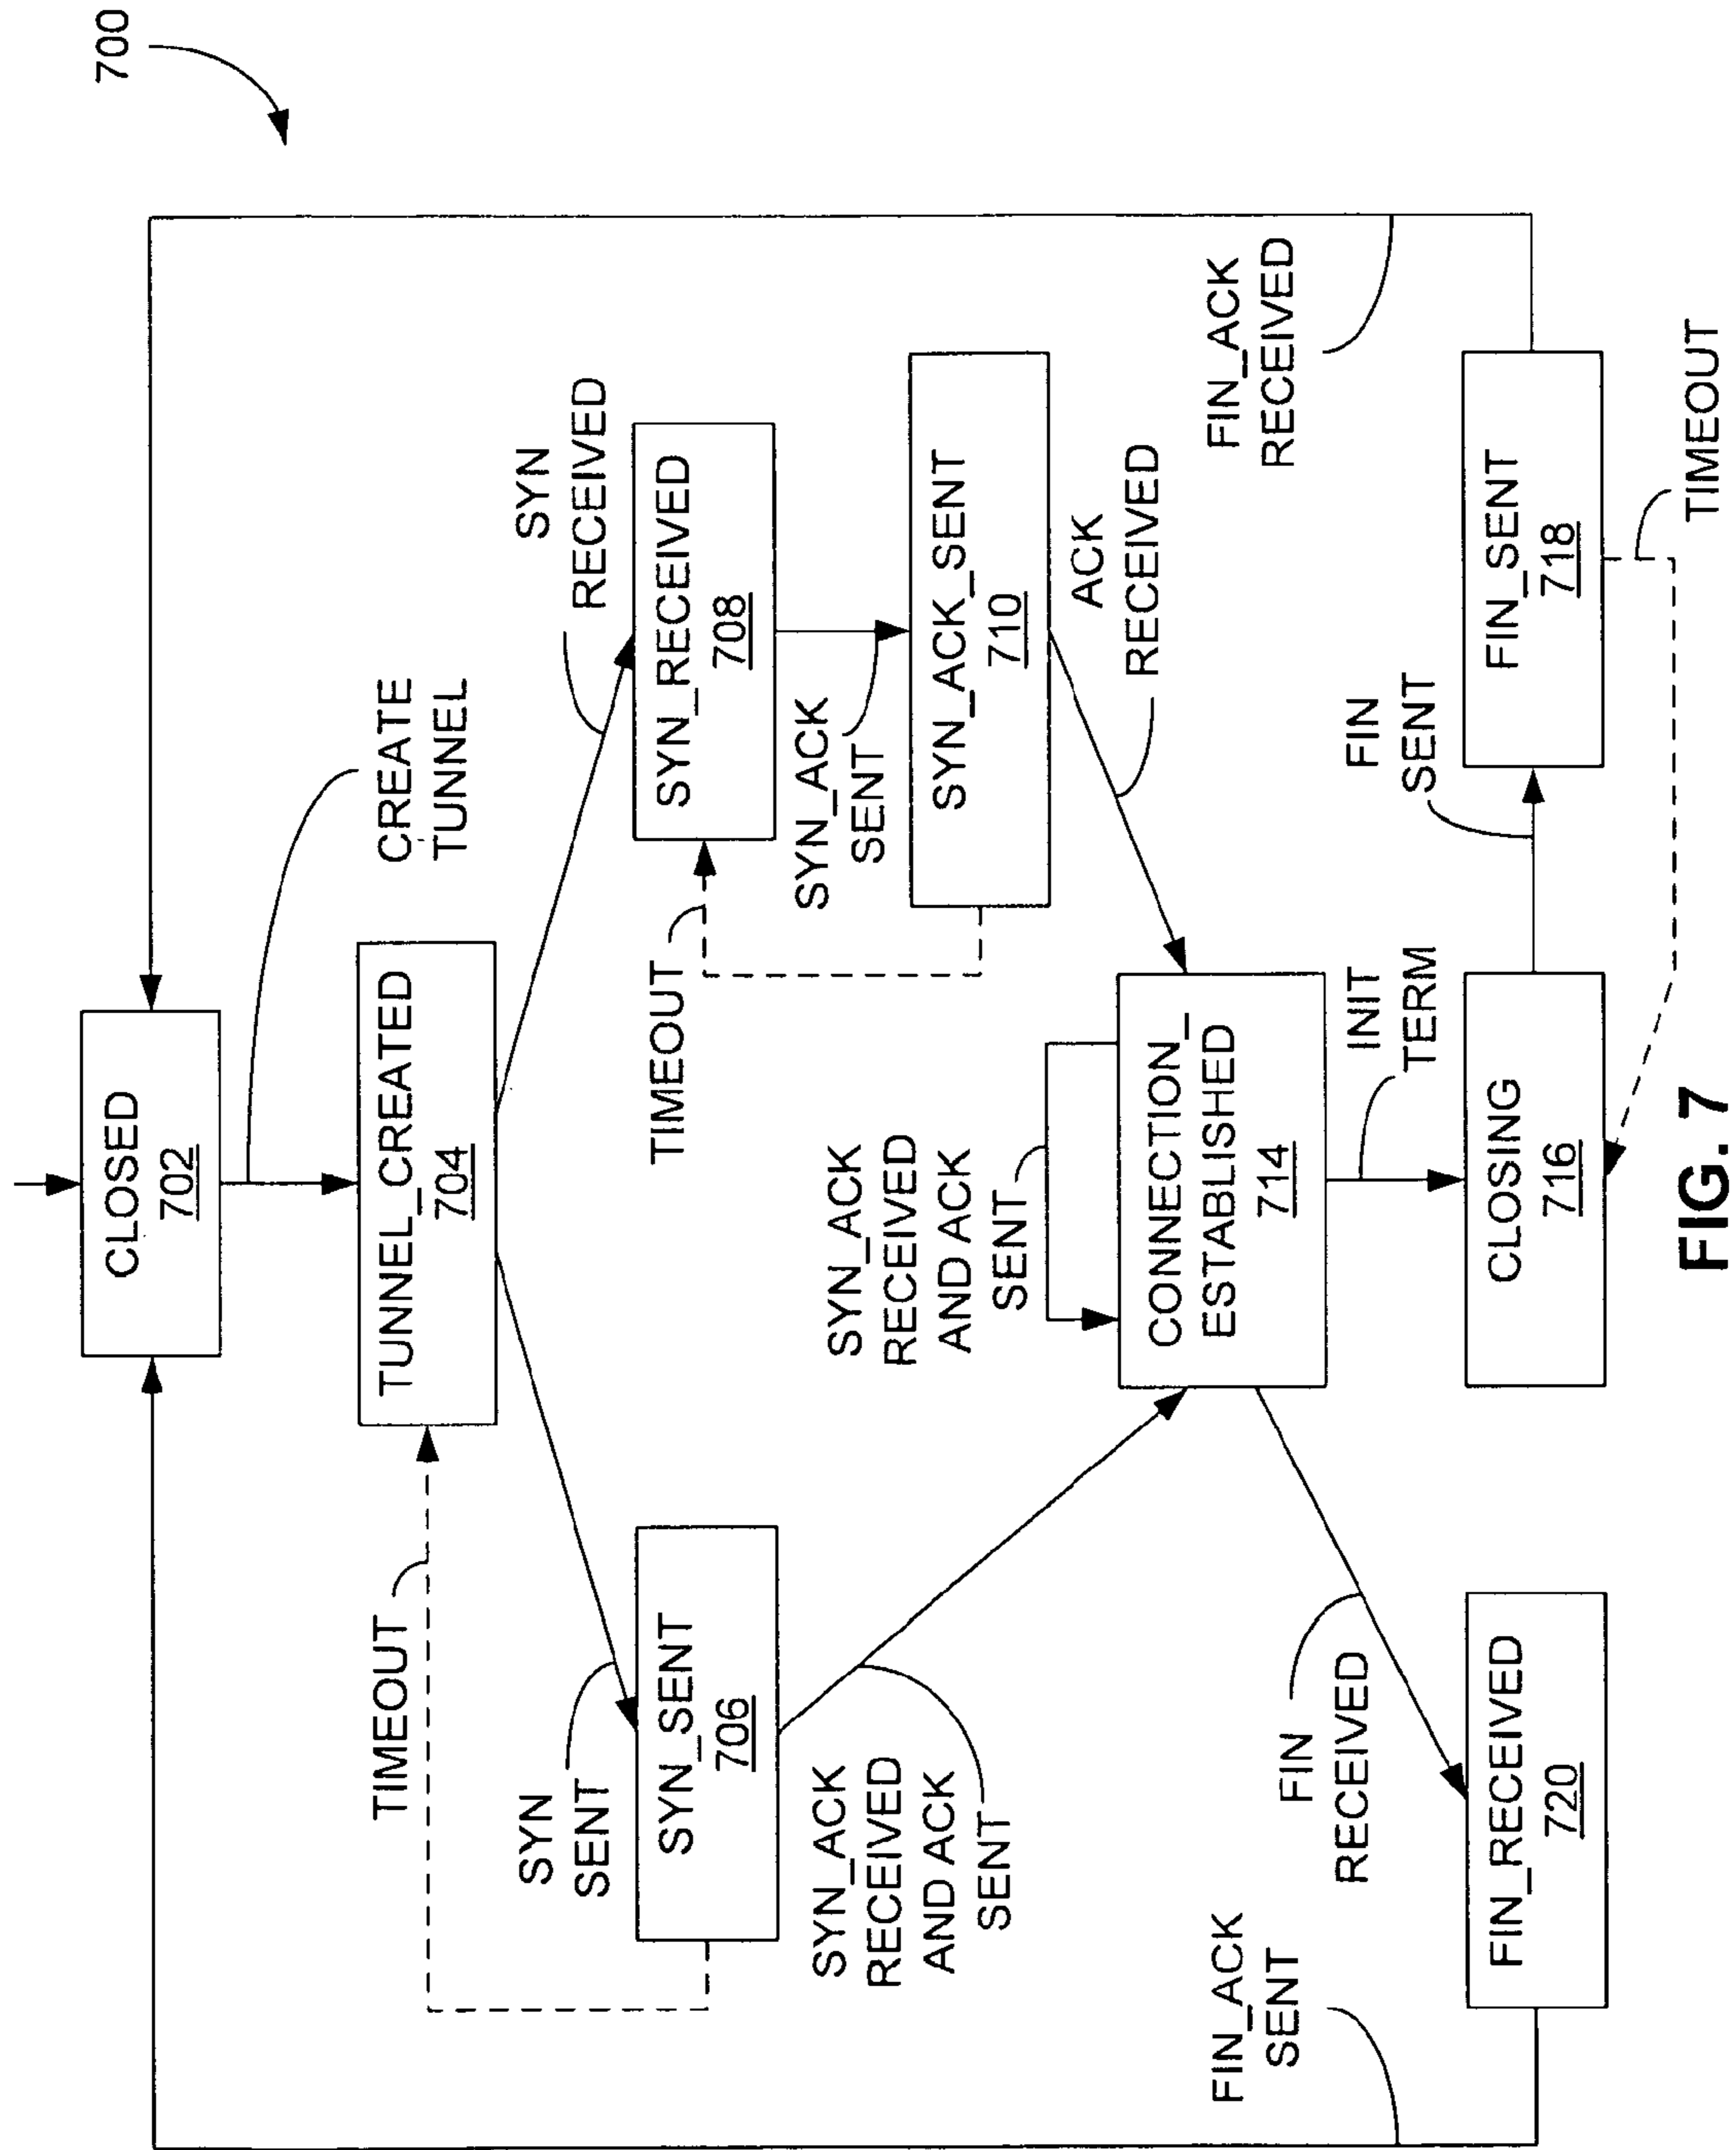 700
CLOSED
702
CREATE
TUNNEL
TUNNEL_CREATED
704
TIMEOUT
SYN
SENT
SYN
RECEIVED
SYN_SENT
706
SYN_RECEIVED
708
TIMEOUT
SYN_ACK
SENT
SYN_ACK_SENT
710
SYN_ACK
RECEIVED
AND ACK
SENT
SYN_ACK
RECEIVED
AND ACK
SENT
ACK
RECEIVED
CONNECTION_
ESTABLISHED
714
FIN
RECEIVED
INIT
TERM
FIN
SENT
FIN_ACK
SENT
FIN_ACK
RECEIVED
FIN_RECEIVED
720
CLOSING
716
FIN_SENT
718
TIMEOUT
FIG. 7